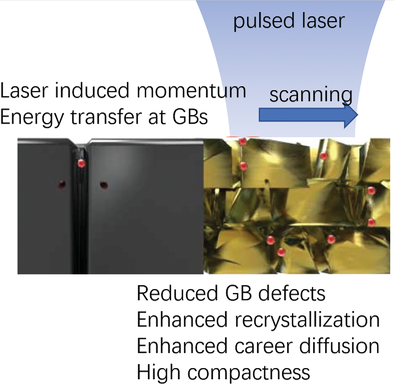 pulsed laser
Laser induced momentum
scanning
Energy transfer at GBs
Reduced GB defects
Enhanced recrystallization
Enhanced career diffusion
High compactness